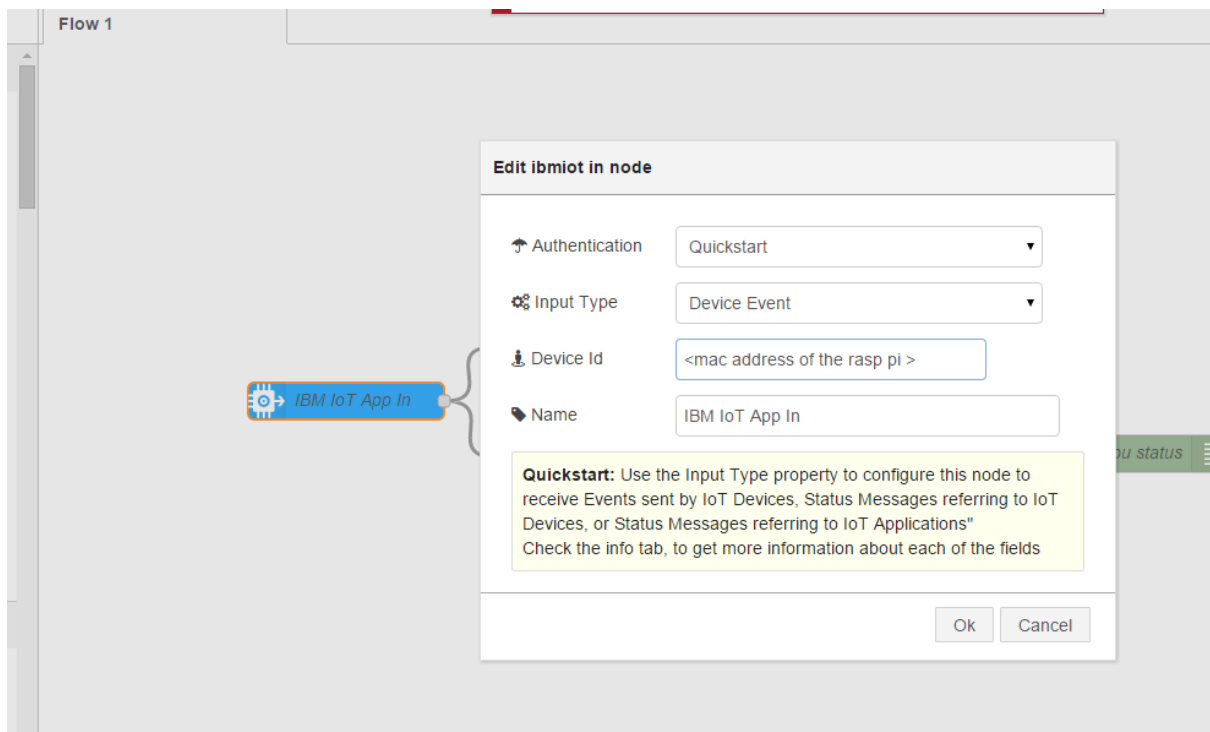 Flow 1
Edit ibmiot in node
Authentication
Quickstart
Input Type
Device Event
Device Id
<mac address of the rasp pi >
IBM IoT App In
Name
IBM IoT App In
status
Quickstart: Use the Input Type property to configure this node to
receive Events sent by IoT Devices, Status Messages referring to IoT
Devices, or Status Messages referring to IoT Applications"
Check the info tab, to get more information about each of the fields
Ok
Cancel